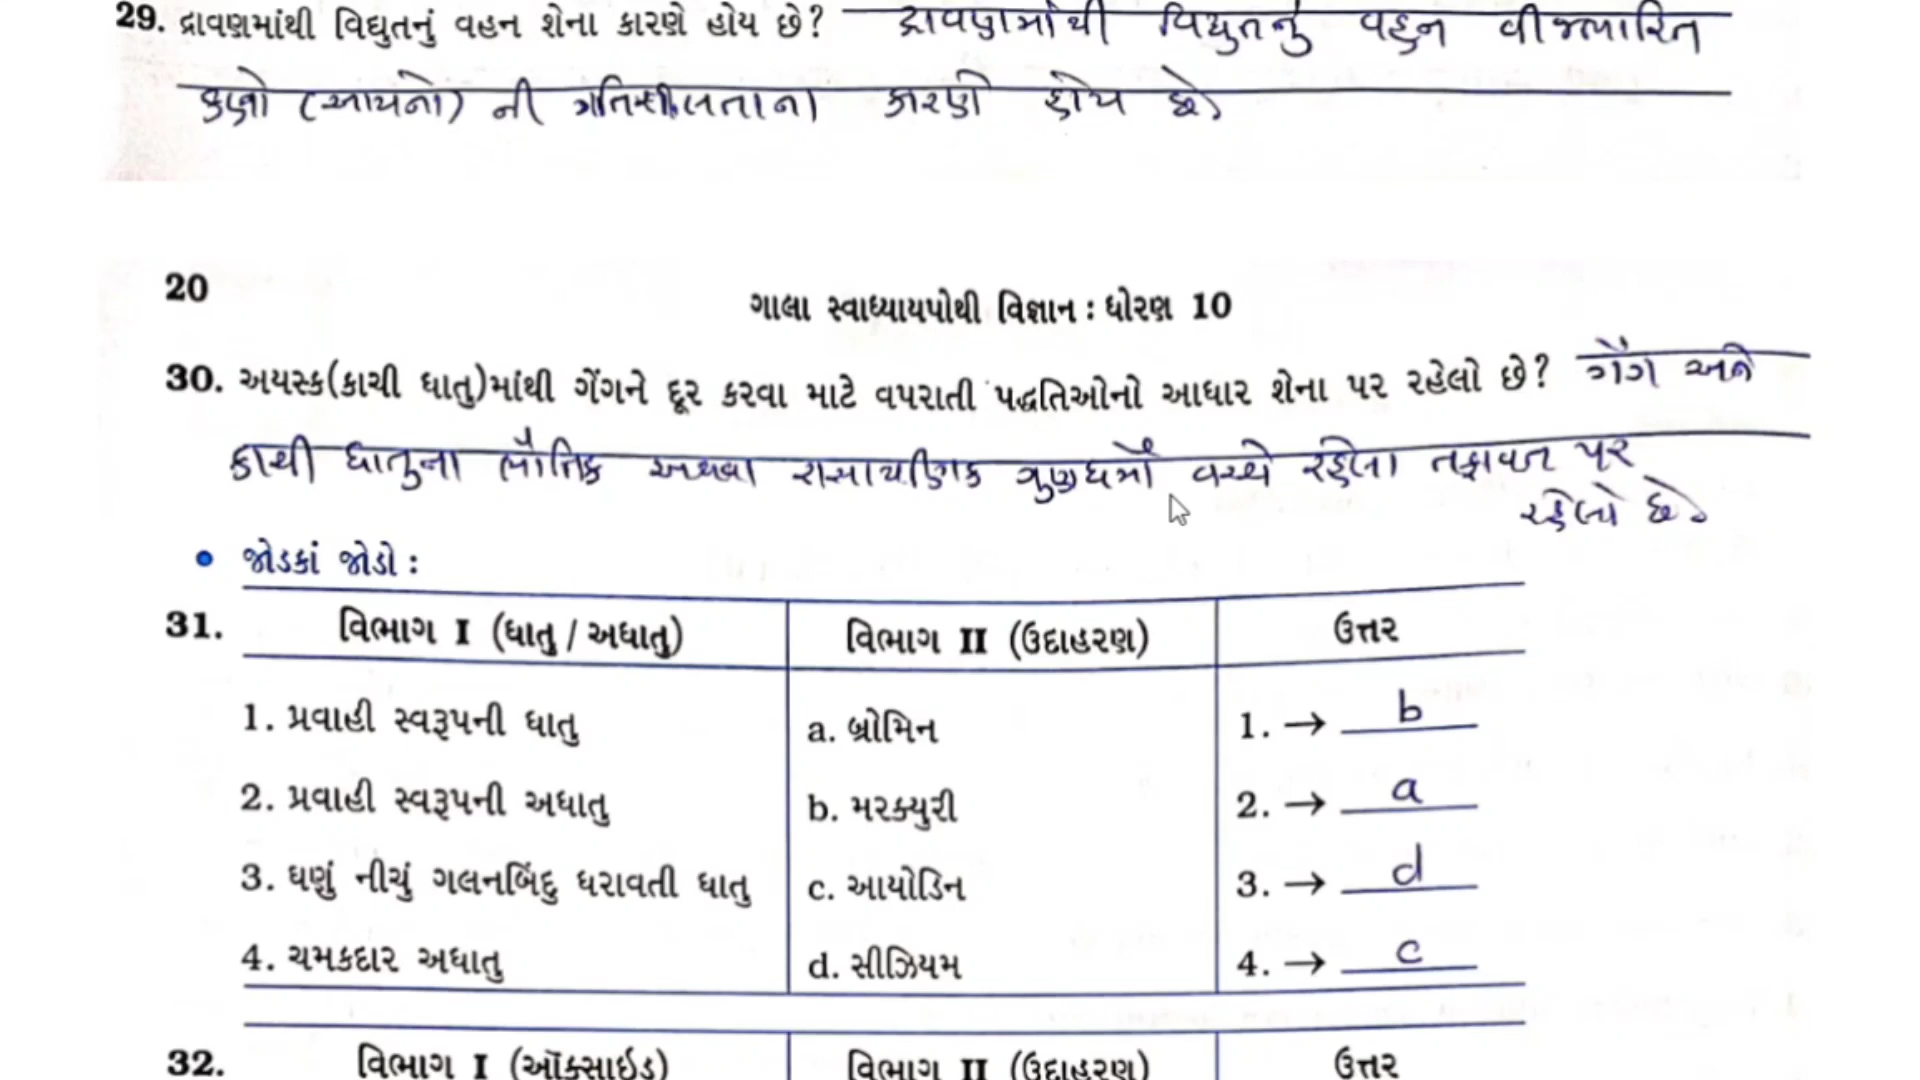 29. દ્રાવણમાંથી વિદ્યુતનું વહન શેના કારણે હોય છે? દ્રાવણમાંથી વિદ્યુતનું વહન વીજભારિત
કણો (આયનો) ની ગતિશીલતાના કારણે હોય છે.
20
ગાલા સ્વાધ્યાયપોથી વિજ્ઞાન : ધોરણ 10
30. અયસ્ક(કાચી ધાતુ)માંથી ગેંગને દૂર કરવા માટે વપરાતી પદ્ધતિઓનો આધાર શેના પર રહેલો છે? ગેંગ અને
કાચી ધાતુના ભૌતિક અથવા રાસાયણિક ગુણધર્મો વચ્ચે રહેલા તફાવત પર
રહેલો છે.
• જોડકાં જોડો :
31. વિભાગ I (ધાતુ / અધાતુ) વિભાગ II (ઉદાહરણ) ઉત્તર
1. પ્રવાહી સ્વરૂપની ધાતુ a. બ્રોમિન 1. → b
2. પ્રવાહી સ્વરૂપની અધાતુ b. મરક્યુરી 2. → a
3. ઘણું નીચું ગલનબિંદુ ધરાવતી ધાતુ c. આયોડિન 3. → d
4. ચમકદાર અધાતુ d. સીઝિયમ 4. → c
32. વિભાગ I (ઑક્સાઇડ) વિભાગ II (ઉદાહરણ) ઉત્તર